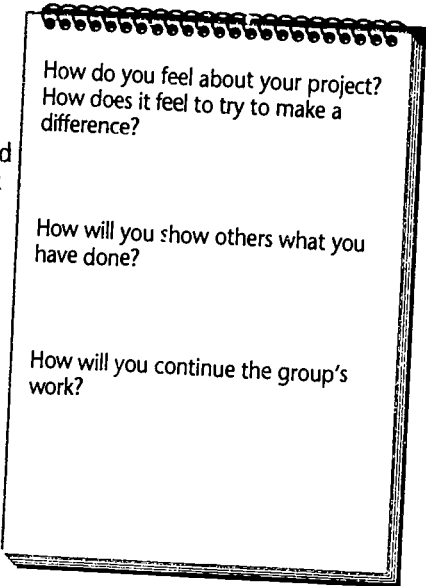 How do you feel about your project?
How does it feel to try to make a
difference?
How will you show others what you
have done?
How will you continue the group's
work?